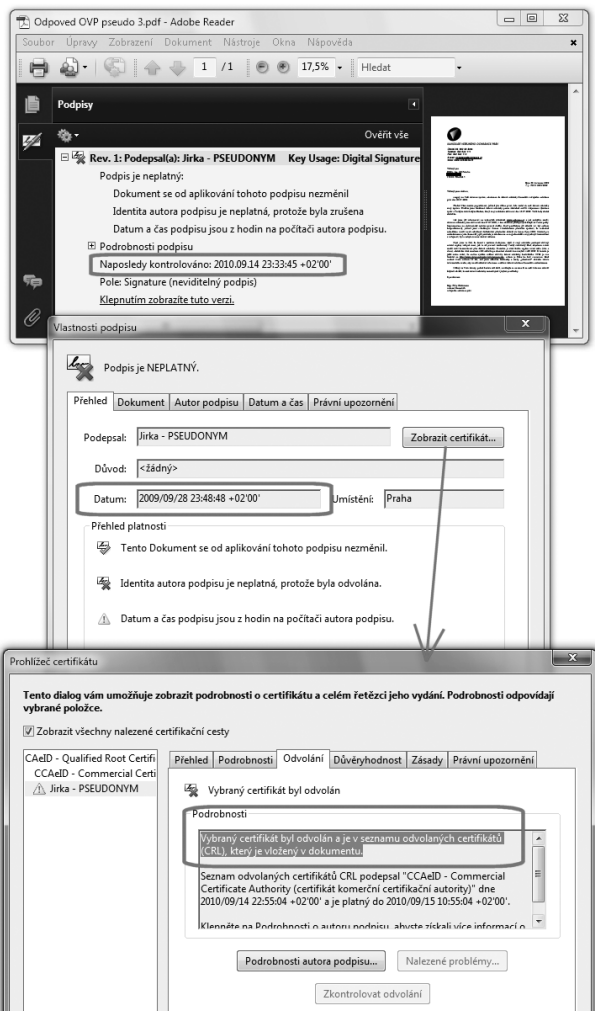 Odpoved OVP pseudo 3.pdf - Adobe Reader
Soubor Úpravy Zobrazení Dokument Nástroje Okna Nápověda
1 /1 17,5% Hledat
Podpisy
Ověřit vše
Rev. 1: Podepsal(a): Jirka - PSEUDONYM Key Usage: Digital Signature
Podpis je neplatný:
Dokument se od aplikování tohoto podpisu nezměnil
Identita autora podpisu je neplatná, protože byla zrušena
Datum a čas podpisu jsou z hodin na počítači autora podpisu.
Podrobnosti podpisu
Naposledy kontrolováno: 2010.09.14 23:33:45 +02'00'
Pole: Signature (neviditelný podpis)
Klepnutím zobrazíte tuto verzi.
Vlastnosti podpisu
Podpis je NEPLATNÝ.
Přehled Dokument Autor podpisu Datum a čas Právní upozornění
Podepsal: Jirka - PSEUDONYM Zobrazit certifikát...
Důvod: <žádný>
Datum: 2009/09/28 23:48:48 +02'00' Umístění: Praha
Přehled platnosti
Tento Dokument se od aplikování tohoto podpisu nezměnil.
Identita autora podpisu je neplatná, protože byla odvolána.
Datum a čas podpisu jsou z hodin na počítači autora podpisu.
Prohlížeč certifikátu
Tento dialog vám umožňuje zobrazit podrobnosti o certifikátu a celém řetězci jeho vydání. Podrobnosti odpovídají
vybrané položce.
Zobrazit všechny nalezené certifikační cesty
CAeID - Qualified Root Certifi
CCAeID - Commercial Certi
Jirka - PSEUDONYM
Přehled Podrobnosti Odvolání Důvěryhodnost Zásady Právní upozornění
Vybraný certifikát byl odvolán
Podrobnosti
Vybraný certifikát byl odvolán a je v seznamu odvolaných certifikátů
(CRL), který je vložený v dokumentu.
Seznam odvolaných certifikátů CRL podepsal "CCAeID - Commercial
Certificate Authority (certifikát komerční certifikační autority)" dne
2010/09/14 22:55:04 +02'00' a je platný do 2010/09/15 10:55:04 +02'00'.
Klepněte na Podrobnosti o autoru podpisu, abyste získali více informací o
Podrobnosti autora podpisu... Nalezené problémy...
Zkontrolovat odvolání